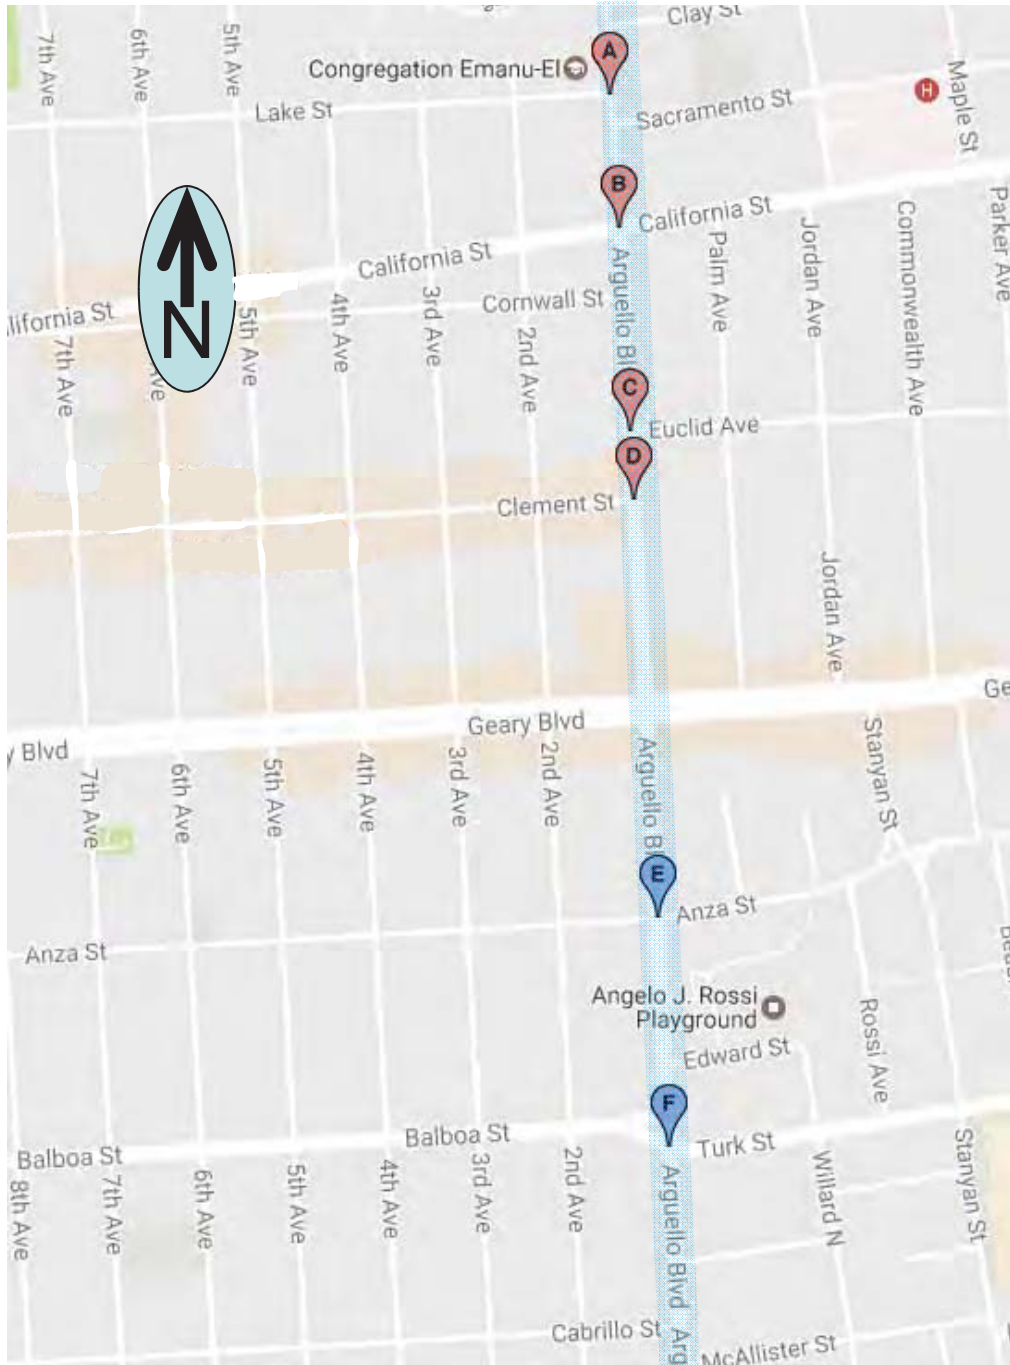 Clay St
7th Ave
6th Ave
5th Ave
A
Congregation Emanu-El
H
Maple St
Lake St
Sacramento St
B
California St
Parker Ave
Commonwealth Ave
Jordan Ave
Palm Ave
Arguello Bl
California St
N
lifornia St
Cornwall St
5th Ave
4th Ave
3rd Ave
2nd Ave
7th Ave
Ave
C
Euclid Ave
D
Clement St
Jordan Ave
Ge
Geary Blvd
y Blvd
Stanyan St
Arguello Bl
7th Ave
6th Ave
5th Ave
4th Ave
3rd Ave
2nd Ave
E
Anza St
Anza St
Angelo J. Rossi
Playground
Rossi Ave
Edward St
F
Balboa St
Turk St
Balboa St
8th Ave
7th Ave
6th Ave
5th Ave
4th Ave
3rd Ave
2nd Ave
Arguello Blvd
Willard N
Stanyan St
Cabrillo St
Arg
McAllister St